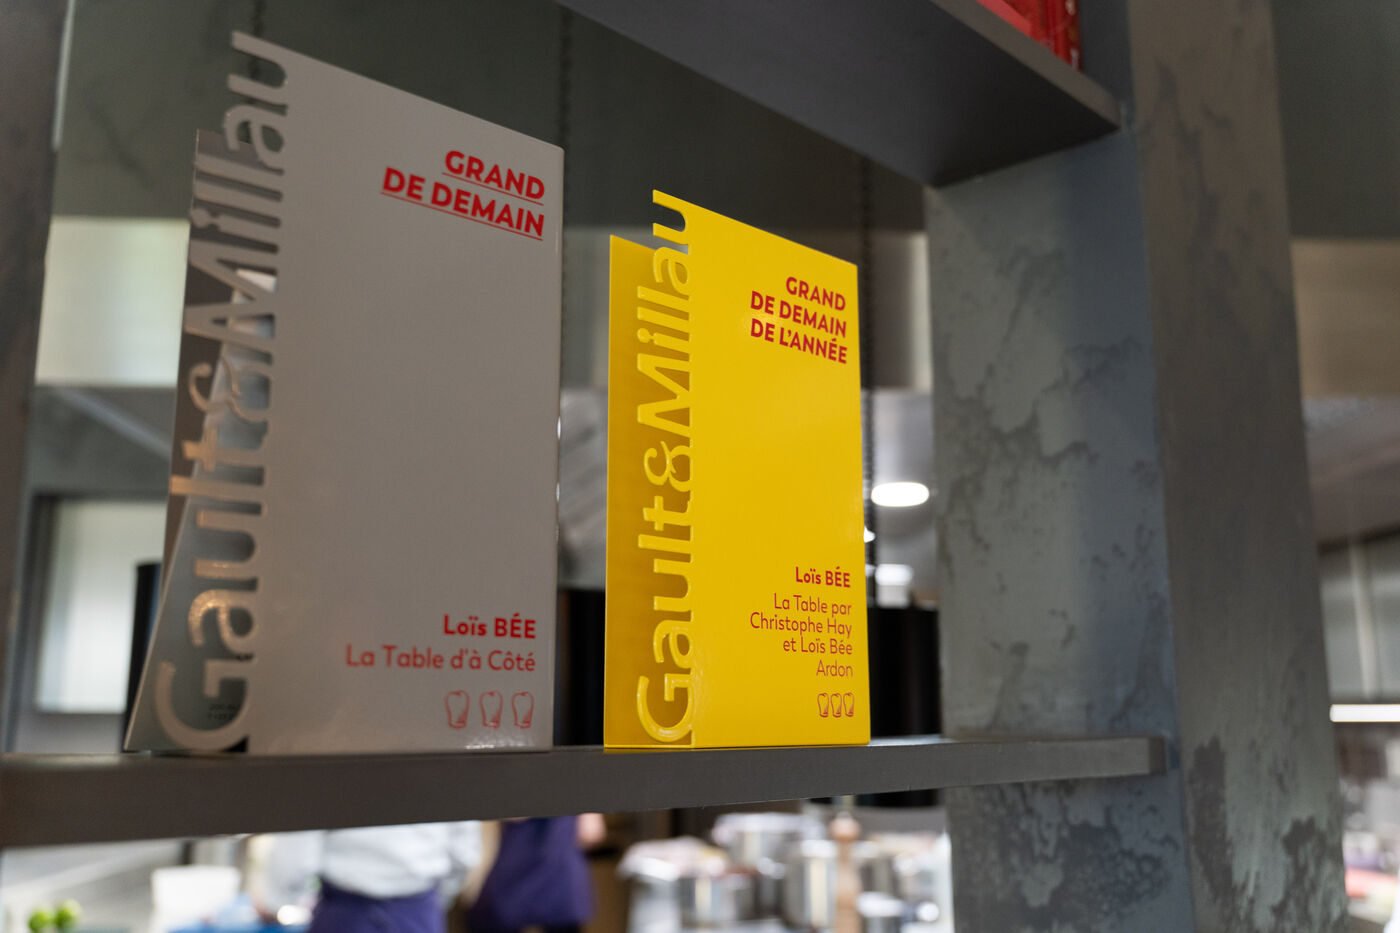 Gault&Millau
GRAND
DE DEMAIN
Loïs BÉE
La Table d'à Côté
Gault&Millau
GRAND
DE DEMAIN
DE L'ANNÉE
Loïs BÉE
La Table par
Christophe Hay
et Loïs Bée
Ardon